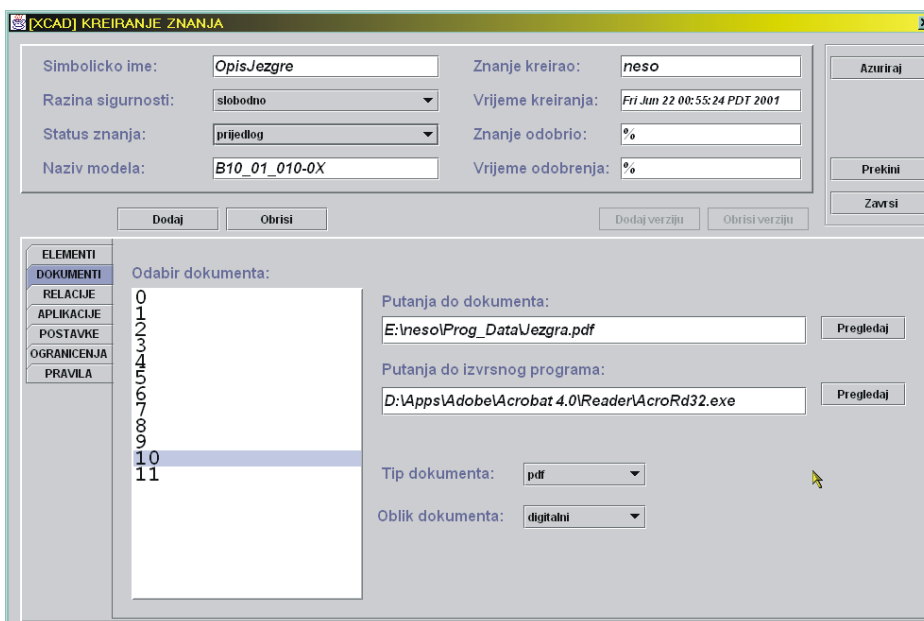 [XCAD] KREIRANJE ZNANJA
Simbolicko ime: OpisJezgre Znanje kreirao: neso Azuriraj
Razina sigurnosti: slobodno Vrijeme kreiranja: Fri Jun 22 00:55:24 PDT 2001
Status znanja: prijedlog Znanje odobrio: %
Naziv modela: B10_01_010-0X Vrijeme odobrenja: % Prekini
Zavrsi
Dodaj Obrisi Dodaj verziju Obrisi verziju
ELEMENTI
DOKUMENTI
RELACIJE
APLIKACIJE
POSTAVKE
OGRANICENJA
PRAVILA
Odabir dokumenta:
0
1
2
3
4
5
6
7
8
9
10
11
Putanja do dokumenta:
E:\neso\Prog_Data\Jezgra.pdf Pregledaj
Putanja do izvrsnog programa:
D:\Apps\Adobe\Acrobat 4.0\Reader\AcroRd32.exe Pregledaj
Tip dokumenta: pdf
Oblik dokumenta: digitalni